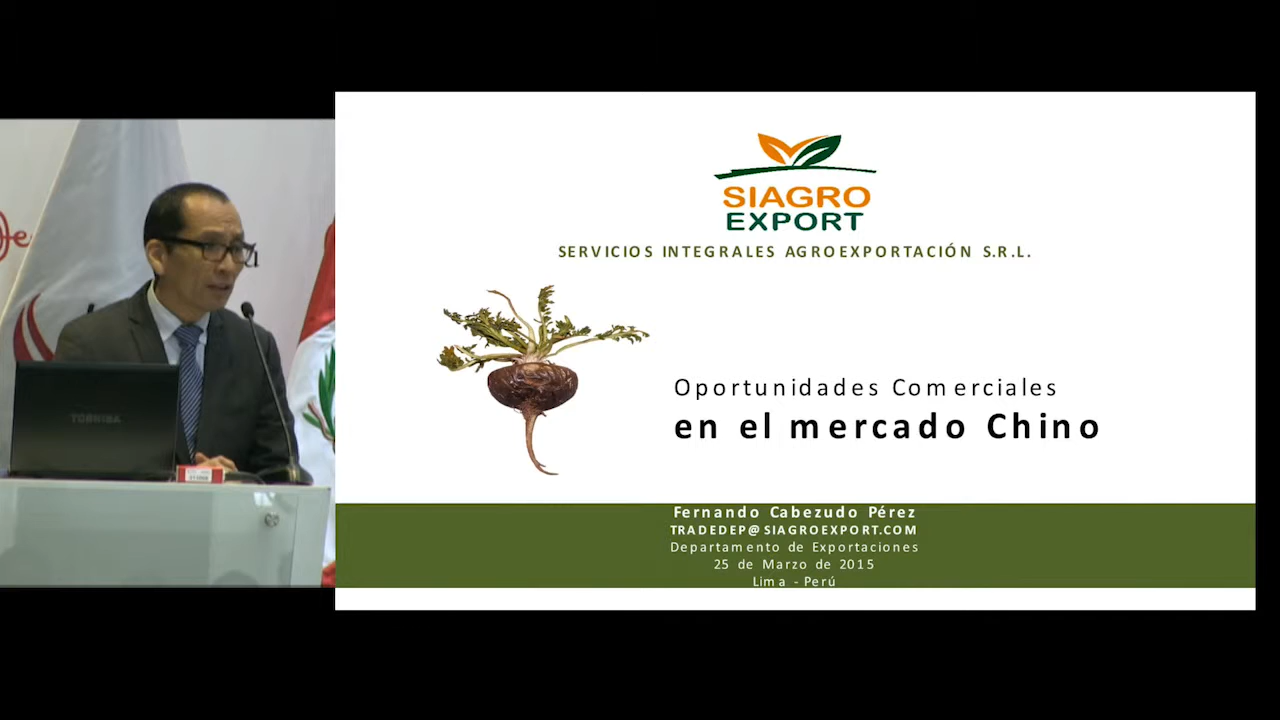 SIAGRO
EXPORT
SERVICIOS INTEGRALES AGROEXPORTACIÓN S.R.L.
Oportunidades Comerciales
en el mercado Chino
Fernando Cabezudo Pérez
TRADEDEP@SIAGROEXPORT.COM
Departamento de Exportaciones
25 de Marzo de 2015
Lima - Perú
TOSHIBA